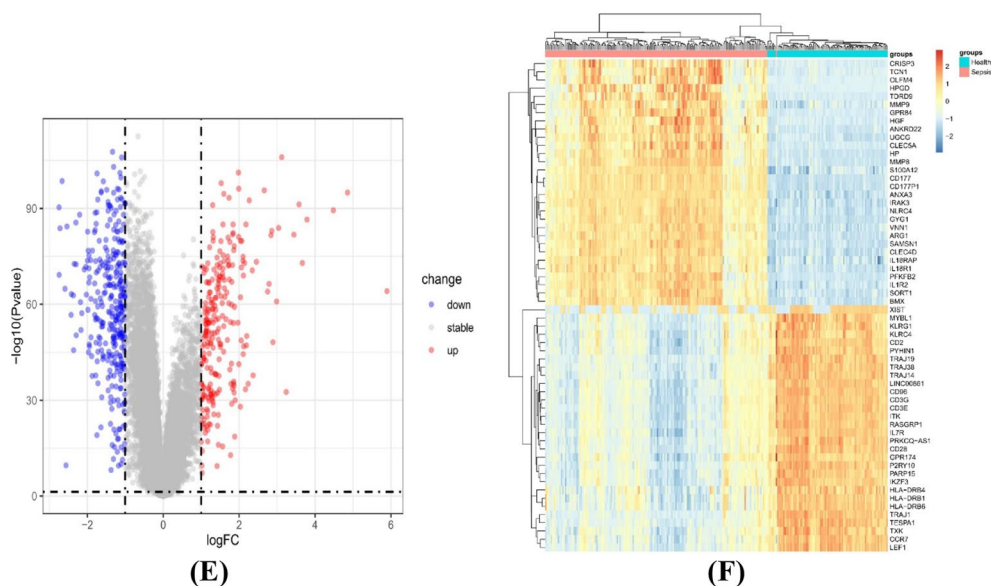 −log10(Pvalue)
90
60
30
0
−2
0
2
4
6
logFC
change
down
stable
up
(E)
groups
CRISP3
TCN1
OLFM4
HPGD
TDRD9
MMP9
GPR84
HGF
ANKRD22
UGCG
CLEC5A
HP
MMP8
S100A12
CD177
CD177P1
ANXA3
IRAK3
NLRC4
GYG1
VNN1
ARG1
SAMSN1
CLEC4D
IL18RAP
IL18R1
PFKFB2
IL1R2
SORT1
BMX
XIST
MYBL1
KLRG1
KLRC4
CD2
PYHIN1
TRAJ19
TRAJ38
TRAJ14
LINC00861
CD96
CD3G
CD3E
ITK
RASGRP1
IL7R
PRKCQ−AS1
CD28
GPR174
P2RY10
PARP15
IKZF3
HLA−DRB4
HLA−DRB1
HLA−DRB6
TRAJ1
TESPA1
TXK
CCR7
LEF1
2
1
0
−1
−2
groups
Health
Sepsis
(F)